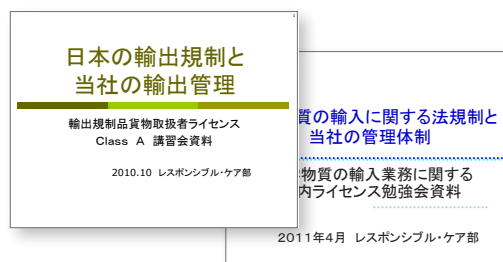 日本の輸出規制と
当社の輸出管理
輸出規制品貨物取扱者ライセンス
Class A 講習会資料
2010.10 レスポンシブル・ケア部
質の輸入に関する法規制と
当社の管理体制
物質の輸入業務に関する
内ライセンス勉強会資料
2011年4月 レスポンシブル・ケア部